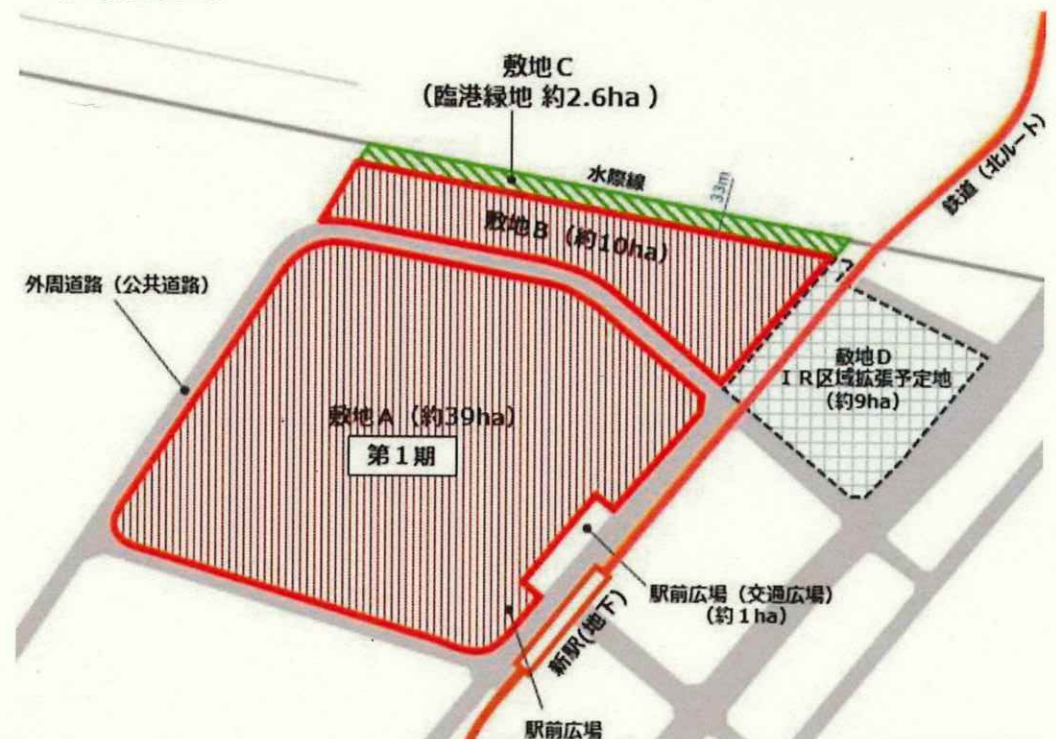 敷地C
（臨港緑地 約2.6ha ）
水際線
33m
鉄道（北ルート）
敷地B（約10ha）
外周道路（公共道路）
敷地D
ＩＲ区域拡張予定地
（約9ha）
敷地A（約39ha）
第１期
駅前広場（交通広場）
（約１ha）
新駅(地下)
駅前広場